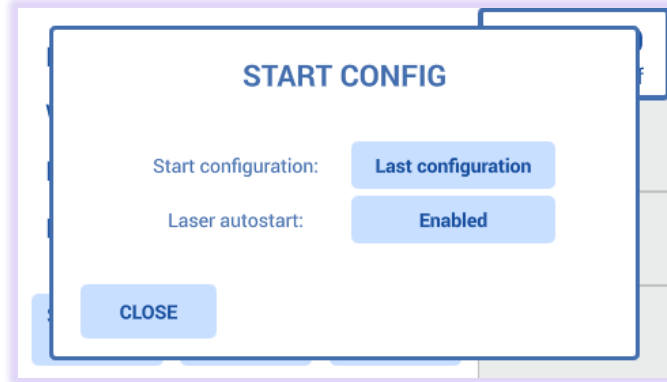 START CONFIG
Start configuration: Last configuration
Laser autostart: Enabled
CLOSE